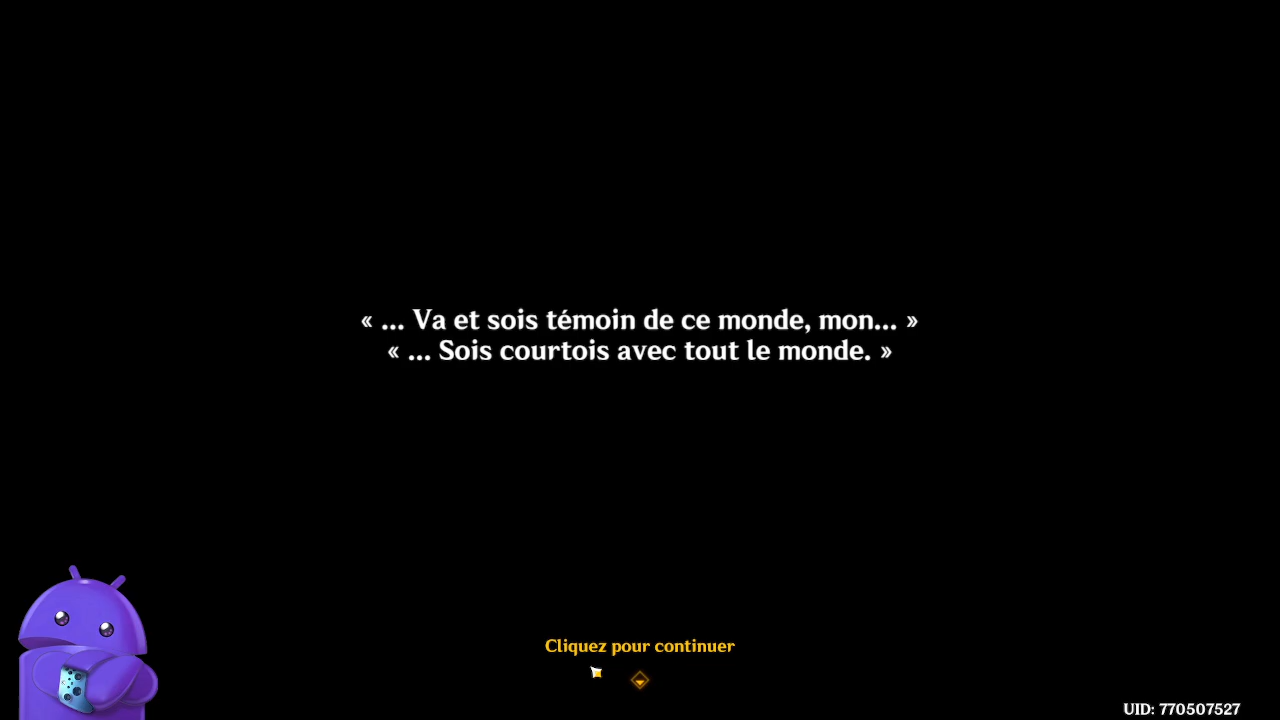 « ... Va et sois témoin de ce monde, mon... »
« ... Sois courtois avec tout le monde. »
Cliquez pour continuer
UID: 770507527